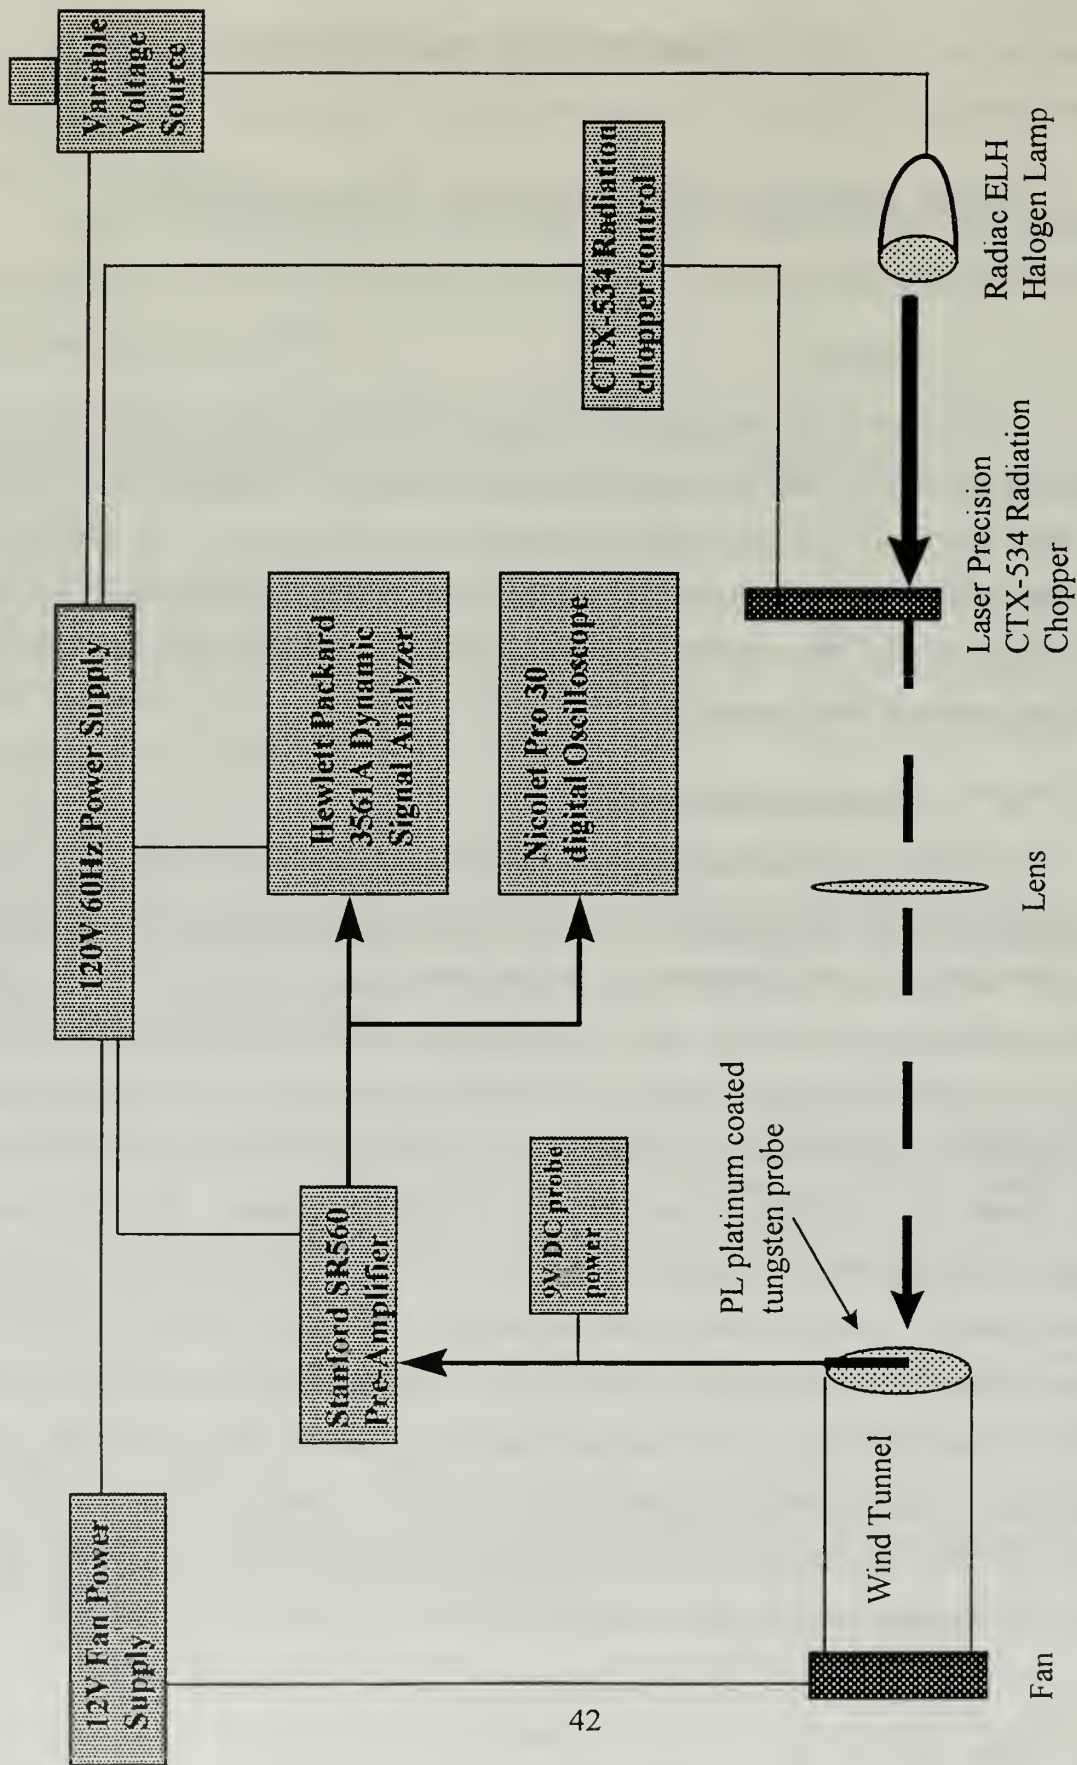 12V Fan Power
Supply
120V 60Hz Power Supply
Variable
Voltage
Source
Stanford SR560
Pre-Amplifier
Hewlett Packard
3561A Dynamic
Signal Analyzer
Nicolet Pro 30
digital Oscilloscope
CTX-534 Radiation
chopper control
9V DC probe
power
PL platinum coated
tungsten probe
Wind Tunnel
Fan
Lens
Laser Precision
CTX-534 Radiation
Chopper
Radiac ELH
Halogen Lamp
42